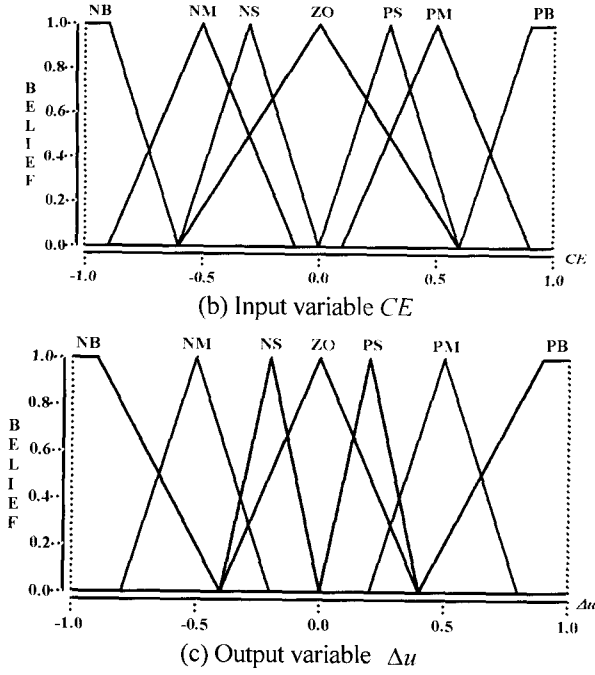 NB NM NS ZO PS PM PB
1.0
0.8
0.6
0.4
0.2
0.0
BELIEF
-1.0 -0.5 0.0 0.5 1.0
CE
(b) Input variable CE
NB NM NS ZO PS PM PB
1.0
0.8
0.6
0.4
0.2
0.0
BELIEF
-1.0 -0.5 0.0 0.5 1.0
Δu
(c) Output variable Δu